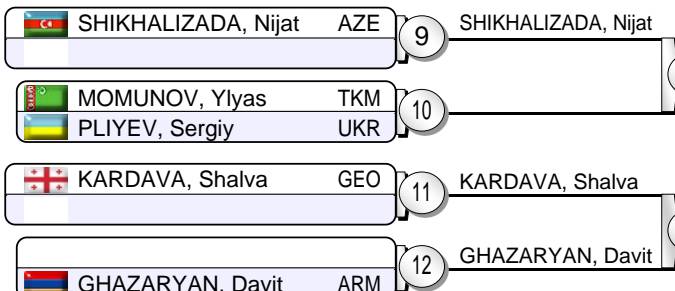 SHIKHALIZADA, Nijat AZE 9 SHIKHALIZADA, Nijat
MOMUNOV, Ylyas TKM 10
PLIYEV, Sergiy UKR
KARDAVA, Shalva GEO 11 KARDAVA, Shalva
12 GHAZARYAN, Davit
GHAZARYAN, Davit ARM